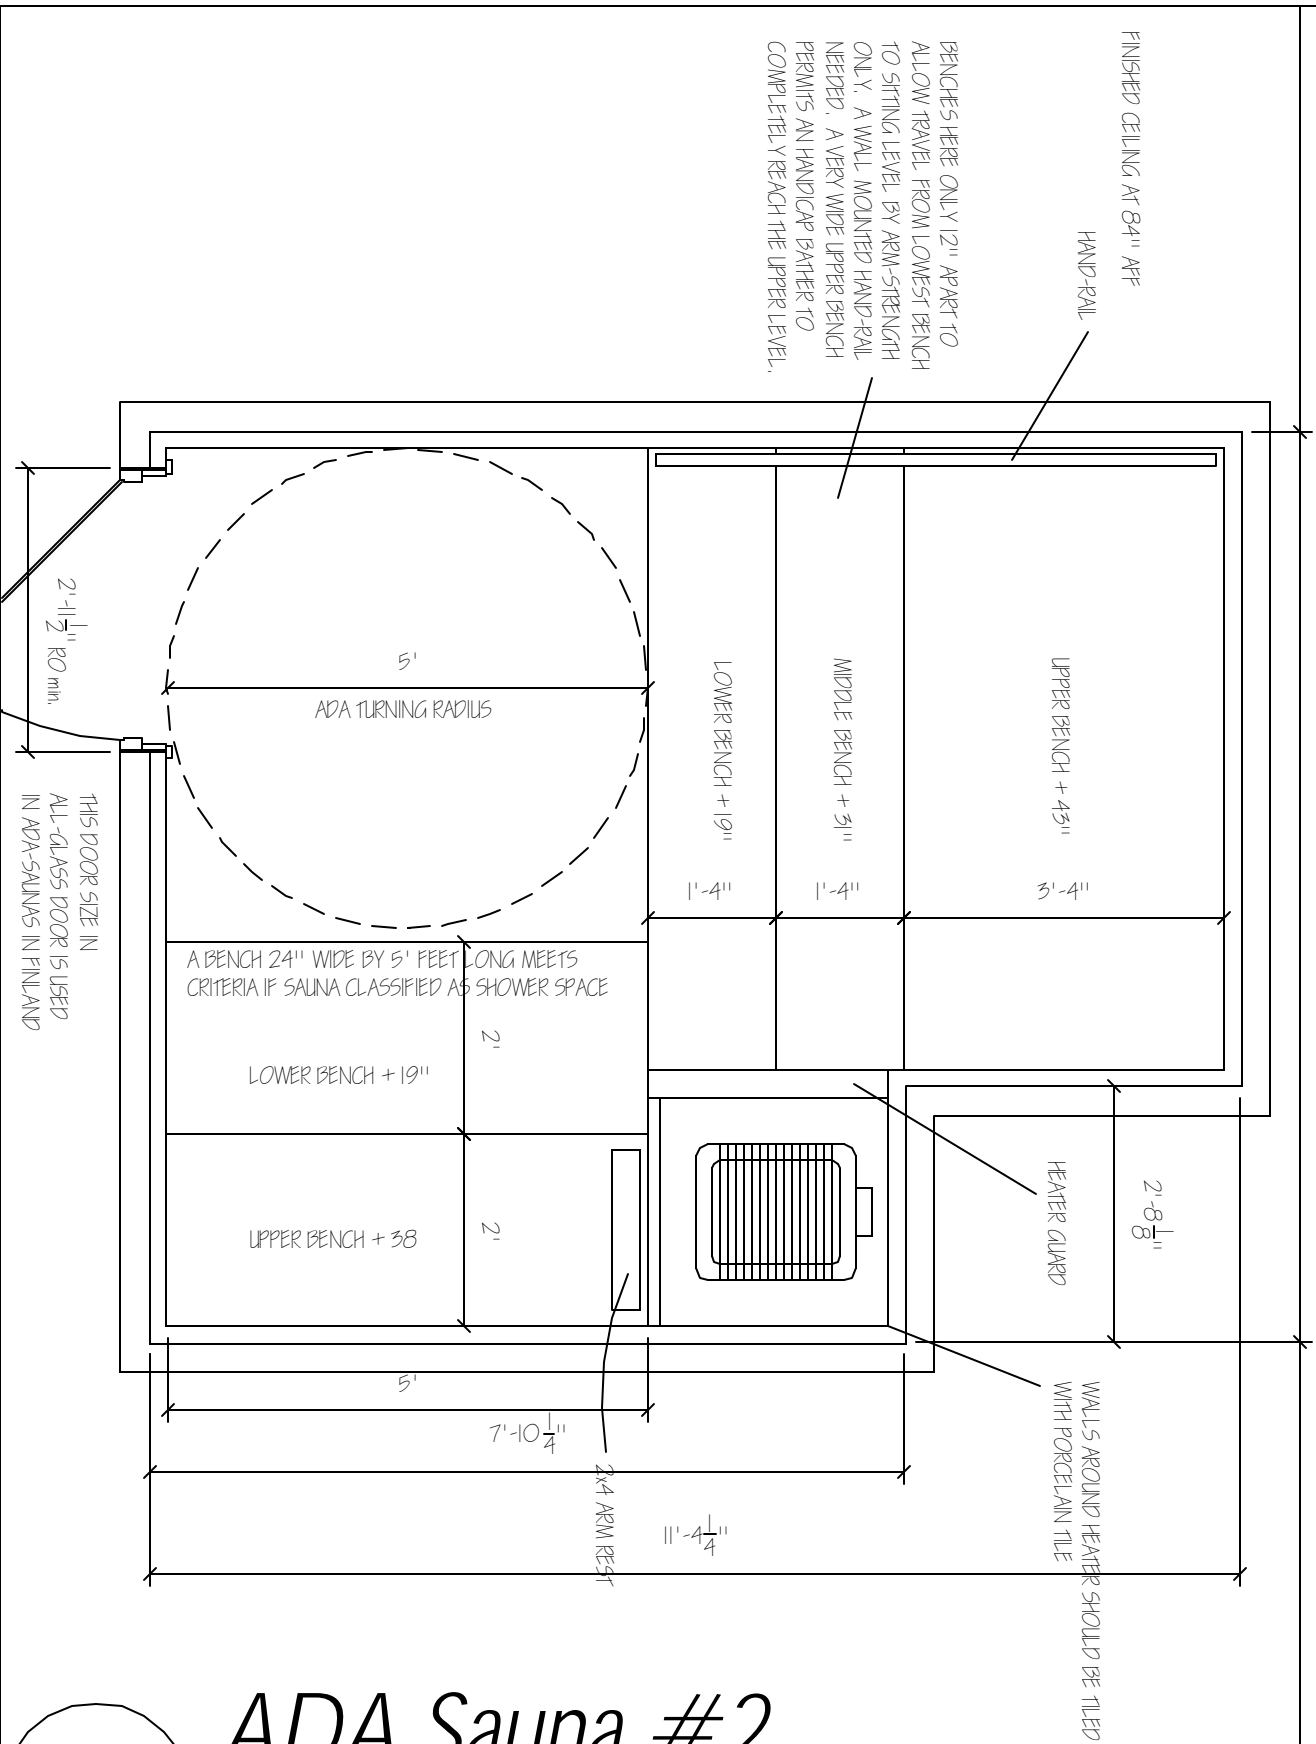 FINISHED CEILING AT 84" AFF
HAND-RAIL
BENCHES HERE ONLY 12" APART TO
ALLOW TRAVEL FROM LOWEST BENCH
TO SITTING LEVEL BY ARM-STRENGTH
ONLY. A WALL MOUNTED HAND-RAIL
NEEDED. A VERY WIDE UPPER BENCH
PERMITS AN HANDICAP BATHER TO
COMPLETELY REACH THE UPPER LEVEL.
2'-11 1/2" RO min.
5'
ADA TURNING RADIUS
LOWER BENCH + 19"
MIDDLE BENCH + 31"
UPPER BENCH + 43"
1'-4"
1'-4"
3'-4"
THIS DOOR SIZE IN
ALL-GLASS DOOR IS USED
IN ADA-SAUNAS IN FINLAND
A BENCH 24" WIDE BY 5' FEET LONG MEETS
CRITERIA IF SAUNA CLASSIFIED AS SHOWER SPACE
2'
LOWER BENCH + 19"
UPPER BENCH + 38
2'
HEATER GUARD
2'-8 1/8"
5'
7'-10 1/4"
2x4 ARM REST
11'-4 1/4"
WALLS AROUND HEATER SHOULD BE TILED
WITH PORCELAIN TILE
ADA Sauna #2